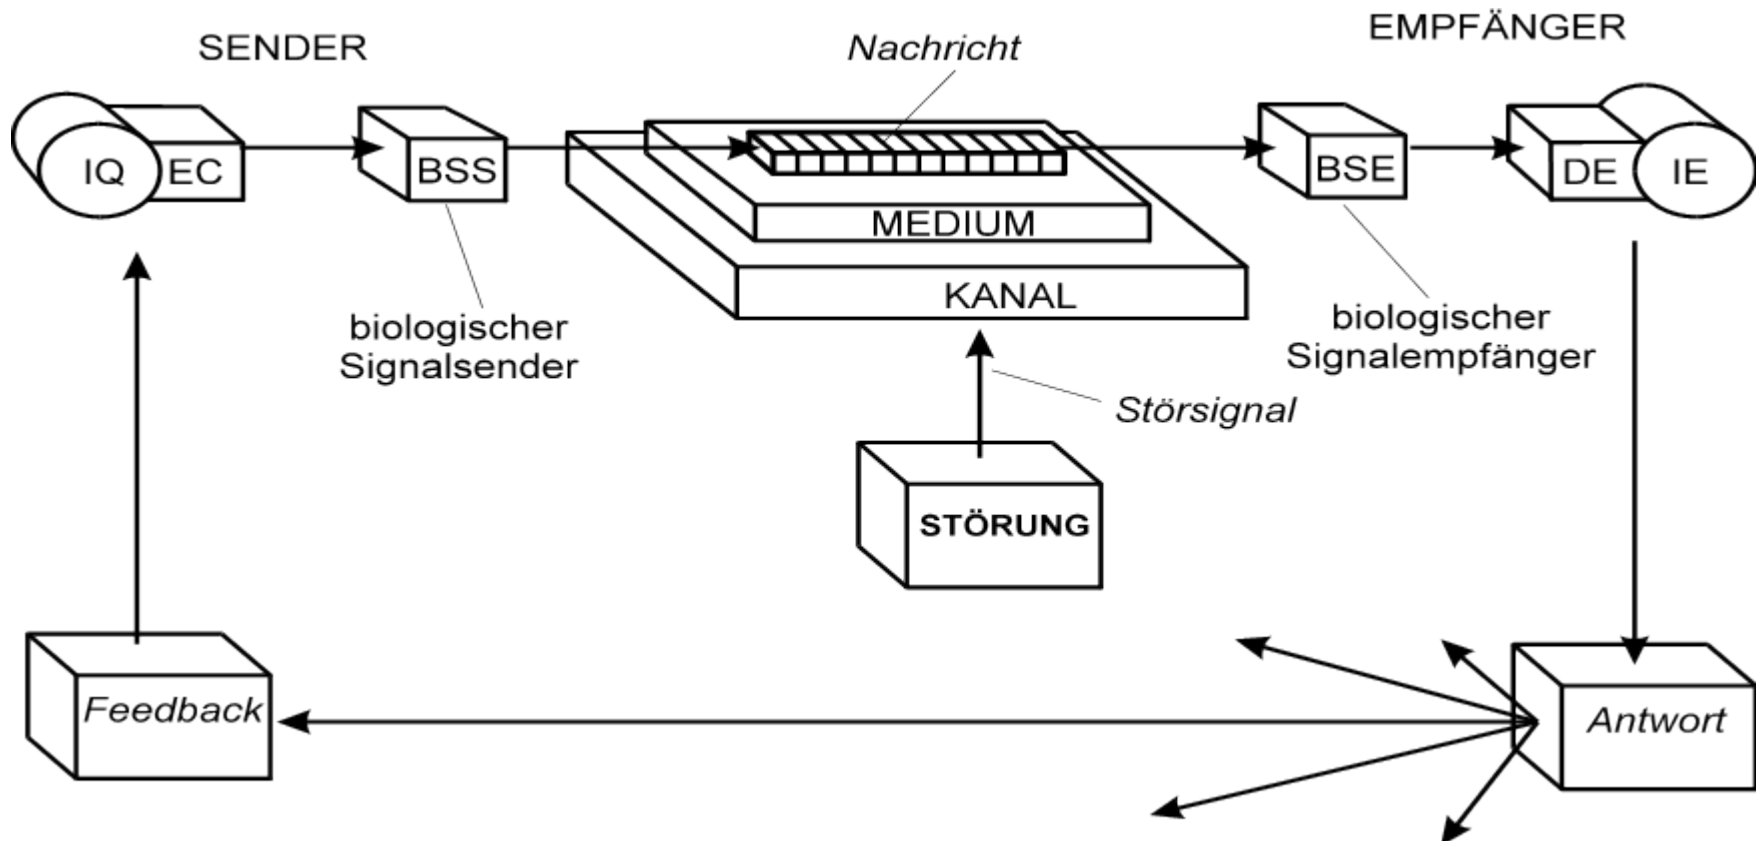 SENDER
Nachricht
EMPFÄNGER
IQ
EC
BSS
MEDIUM
KANAL
BSE
DE
IE
biologischer
Signalsender
biologischer
Signalempfänger
Störsignal
STÖRUNG
Feedback
Antwort